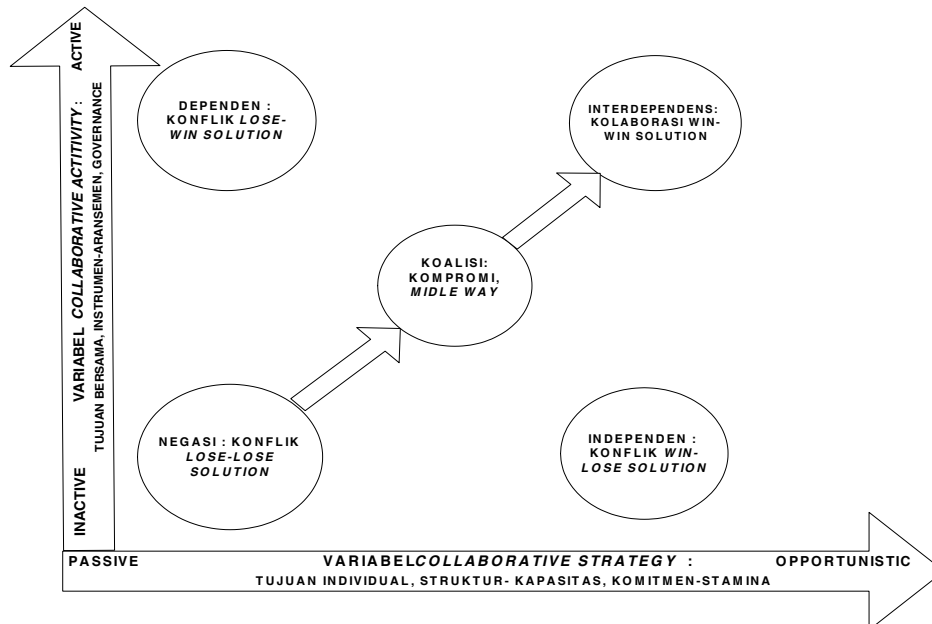 ACTIVE
VARIABEL COLLABORATIVE ACTITIVITY :
TUJUAN BERSAMA, INSTRUMEN-ARANSEMEN, GOVERNANCE
INACTIVE
DEPENDEN :
KONFLIK LOSE-
WIN SOLUTION
INTERDEPENDENS:
KOLABORASI WIN-
WIN SOLUTION
KOALISI:
KOMPROMI,
MIDLE WAY
NEGASI : KONFLIK
LOSE-LOSE
SOLUTION
INDEPENDEN :
KONFLIK WIN-
LOSE SOLUTION
PASSIVE
VARIABELCOLLABORATIVE STRATEGY :
OPPORTUNISTIC
TUJUAN INDIVIDUAL, STRUKTUR- KAPASITAS, KOMITMEN-STAMINA